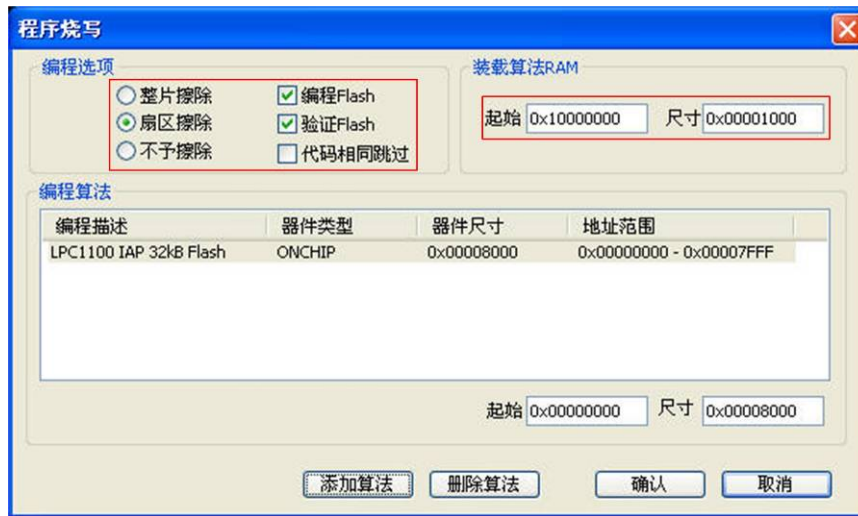 程序烧写
编程选项
整片擦除 编程Flash
扇区擦除 验证Flash
不予擦除 代码相同跳过
装载算法RAM
起始 0x10000000 尺寸 0x00001000
编程算法
编程描述 器件类型 器件尺寸 地址范围
LPC1100 IAP 32kB Flash ONCHIP 0x00008000 0x00000000 - 0x00007FFF
起始 0x00000000 尺寸 0x00008000
添加算法 删除算法 确认 取消